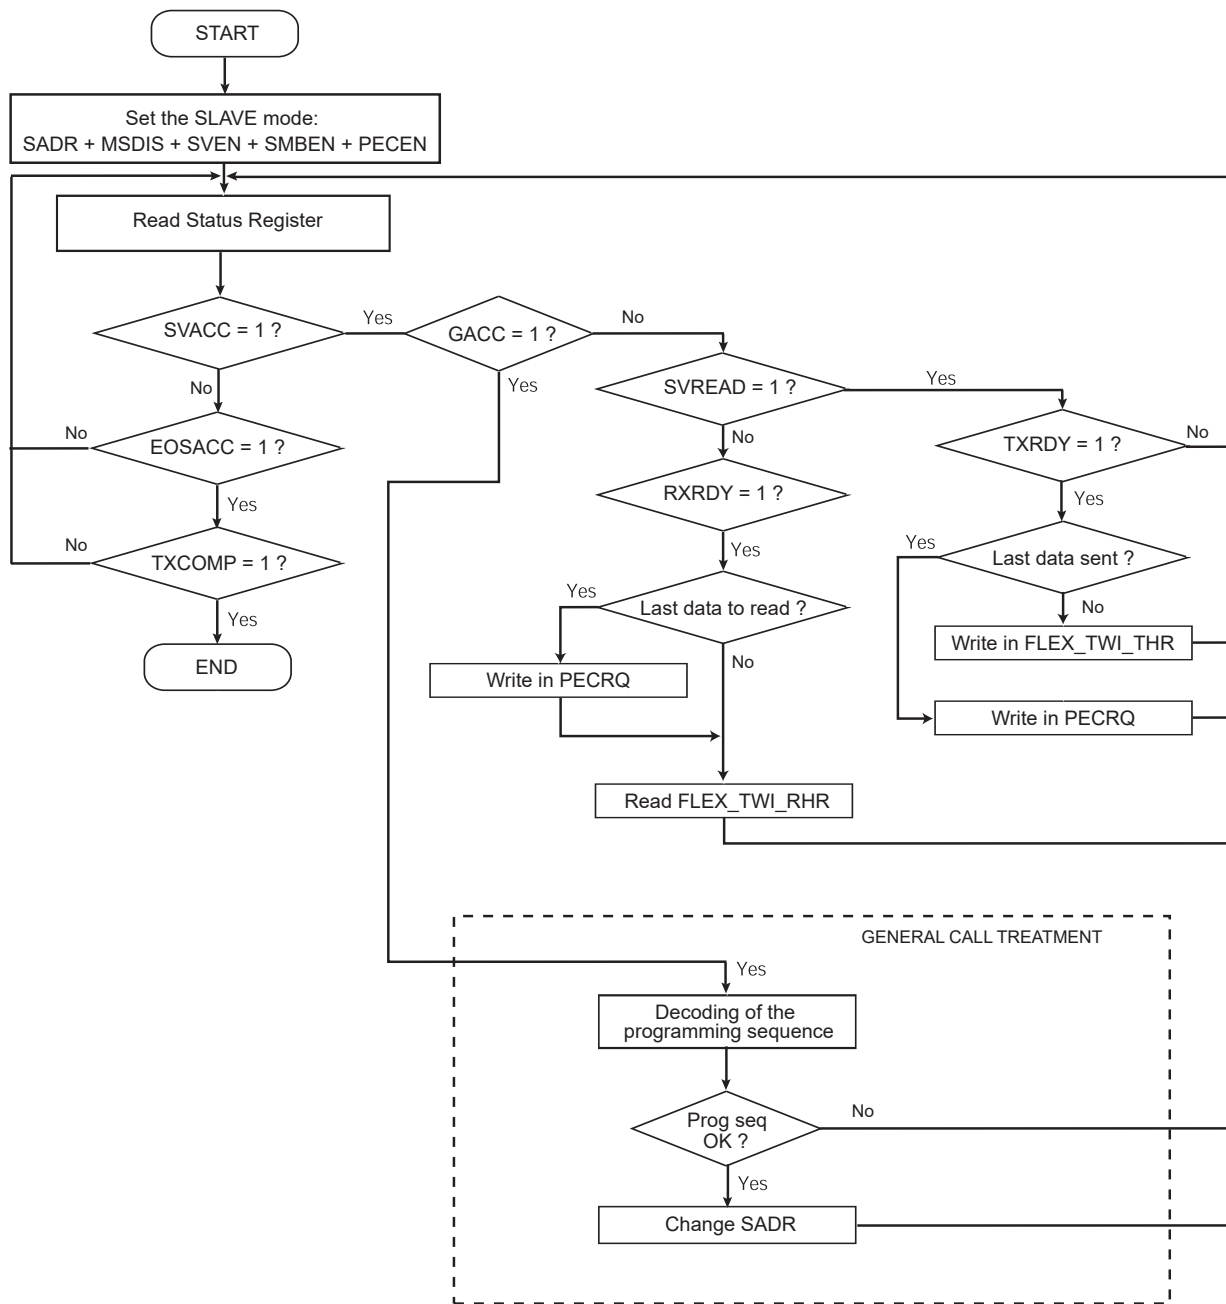 START
Set the SLAVE mode:
SADR + MSDIS + SVEN + SMBEN + PECEN
Read Status Register
SVACC = 1 ?
Yes
GACC = 1 ?
No
No
Yes
SVREAD = 1 ?
Yes
No
EOSACC = 1 ?
No
TXRDY = 1 ?
No
Yes
RXRDY = 1 ?
Yes
No
TXCOMP = 1 ?
Yes
Yes
Last data sent ?
Yes
Yes
Last data to read ?
No
Yes
END
No
Write in FLEX_TWI_THR
Write in PECRQ
Write in PECRQ
Read FLEX_TWI_RHR
GENERAL CALL TREATMENT
Yes
Decoding of the
programming sequence
Prog seq
OK ?
No
Yes
Change SADR